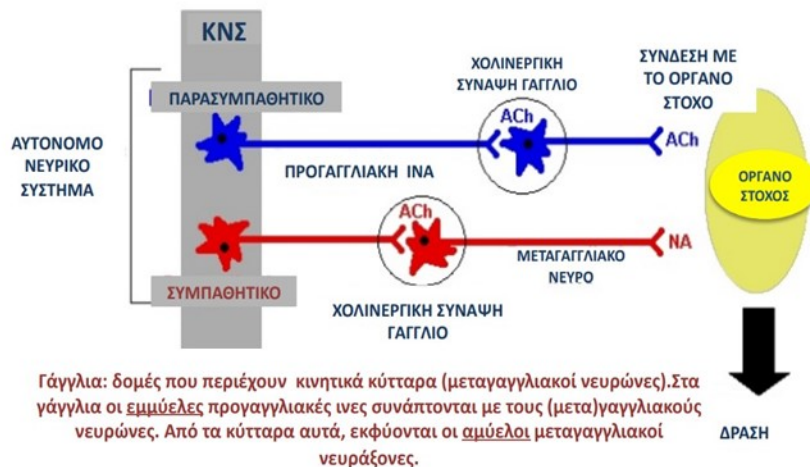 ΚΝΣ
ΠΑΡΑΣΥΜΠΑΘΗΤΙΚΟ
ΧΟΛΙΝΕΡΓΙΚΗ
ΣΥΝΑΨΗ ΓΑΓΓΛΙΟ
ΣΥΝΔΕΣΗ ΜΕ
ΤΟ ΟΡΓΑΝΟ
ΣΤΟΧΟ
ΑΥΤΟΝΟΜΟ
ΝΕΥΡΙΚΟ
ΣΥΣΤΗΜΑ
ACh
ACh
ΠΡΟΓΑΓΓΛΙΑΚΗ ΙΝΑ
ΟΡΓΑΝΟ
ΣΤΟΧΟΣ
ACh
NA
ΜΕΤΑΓΑΓΓΛΙΑΚΟ
ΝΕΥΡΟ
ΣΥΜΠΑΘΗΤΙΚΟ
ΧΟΛΙΝΕΡΓΙΚΗ ΣΥΝΑΨΗ
ΓΑΓΓΛΙΟ
Γάγγλια: δομές που περιέχουν κινητικά κύτταρα (μεταγαγγλιακοί νευρώνες).Στα
γάγγλια οι εμμύελες προγαγγλιακές ινες συνάπτονται με τους (μετα)γαγγλιακούς
νευρώνες. Από τα κύτταρα αυτά, εκφύονται οι αμύελοι μεταγαγγλιακοί
νευράξονες.
ΔΡΑΣΗ